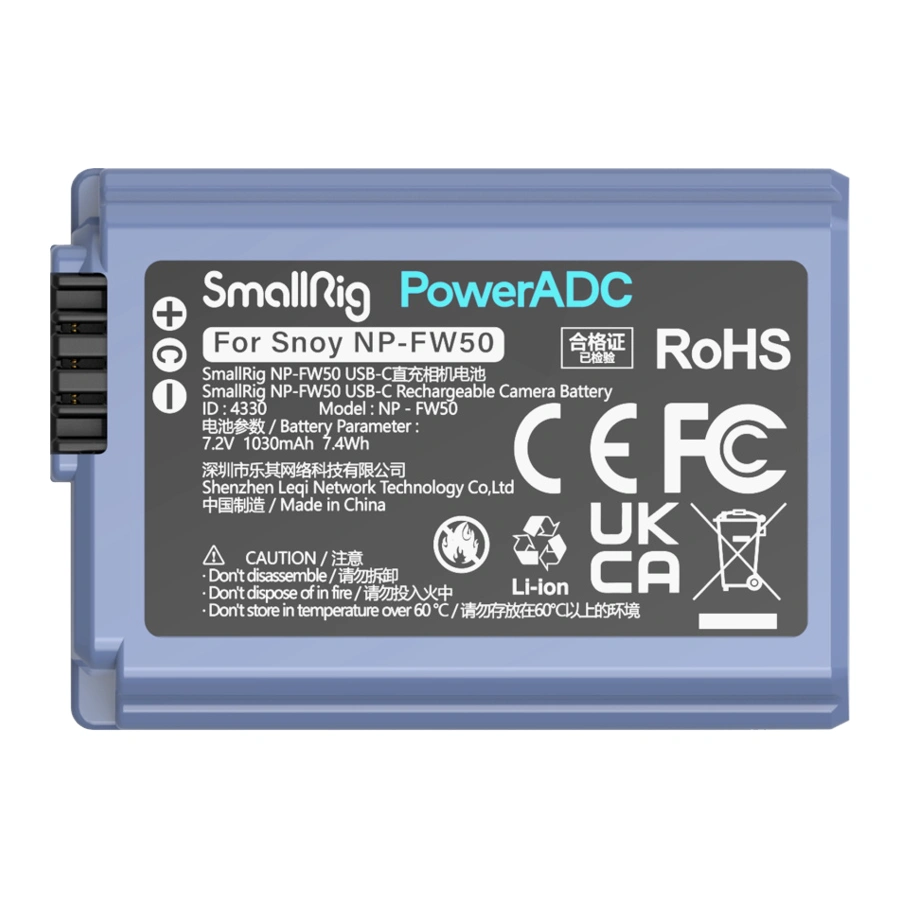 SmallRig PowerADC
For Snoy NP-FW50
合格证
已检验
RoHS
SmallRig NP-FW50 USB-C直充相机电池
SmallRig NP-FW50 USB-C Rechargeable Camera Battery
ID : 4330 Model : NP - FW50
电池参数 / Battery Parameter :
7.2V 1030mAh 7.4Wh
CE FC
深圳市乐其网络科技有限公司
Shenzhen Leqi Network Technology Co,Ltd
中国制造 / Made in China
+
C
−
UK
CA
Li-ion
CAUTION / 注意
· Don't disassemble / 请勿拆卸
· Don't dispose of in fire / 请勿投入火中
· Don't store in temperature over 60 °C / 请勿存放在60°C以上的环境